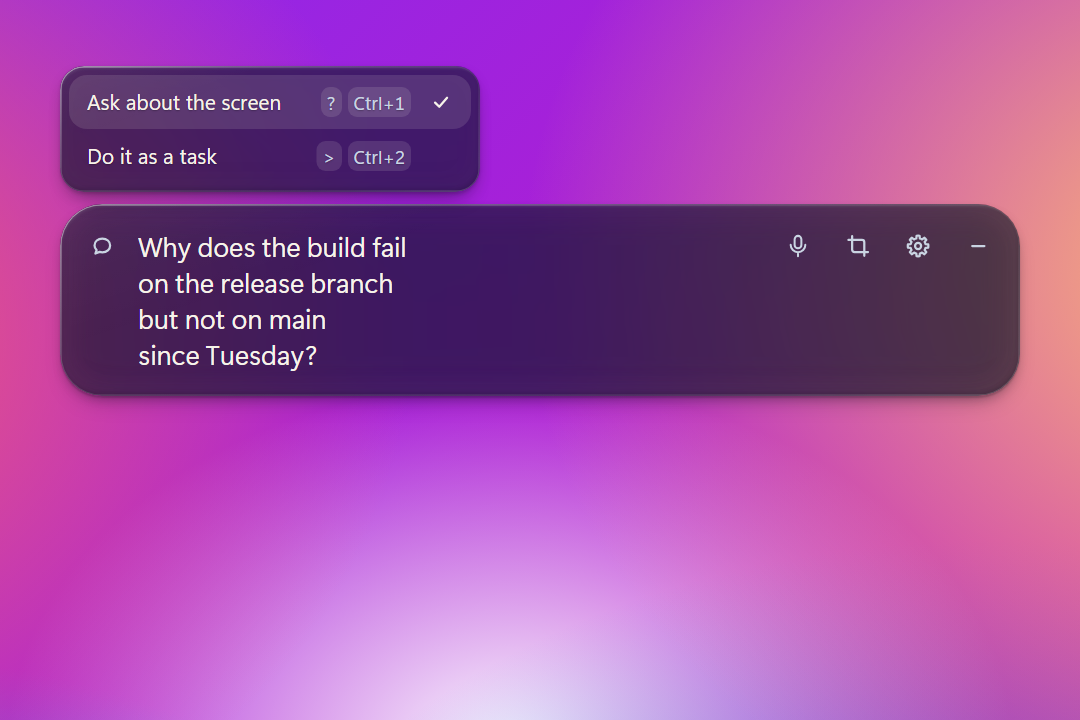 Ask about the screen ? Ctrl+1
Do it as a task > Ctrl+2
Why does the build fail
on the release branch
but not on main
since Tuesday?